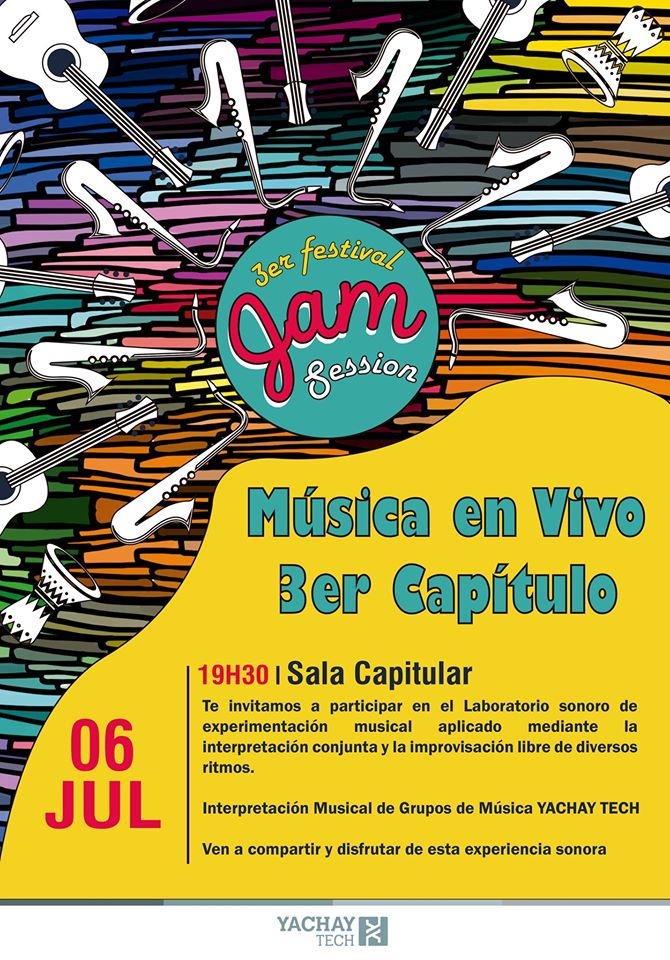 3er festival
Jam
Session
Música en Vivo
3er Capítulo
19H30 | Sala Capitular
Te invitamos a participar en el Laboratorio sonoro de
experimentación musical aplicado mediante la
interpretación conjunta y la improvisación libre de diversos
ritmos.
Interpretación Musical de Grupos de Música YACHAY TECH
Ven a compartir y disfrutar de esta experiencia sonora
06
JUL
YACHAY
TECH